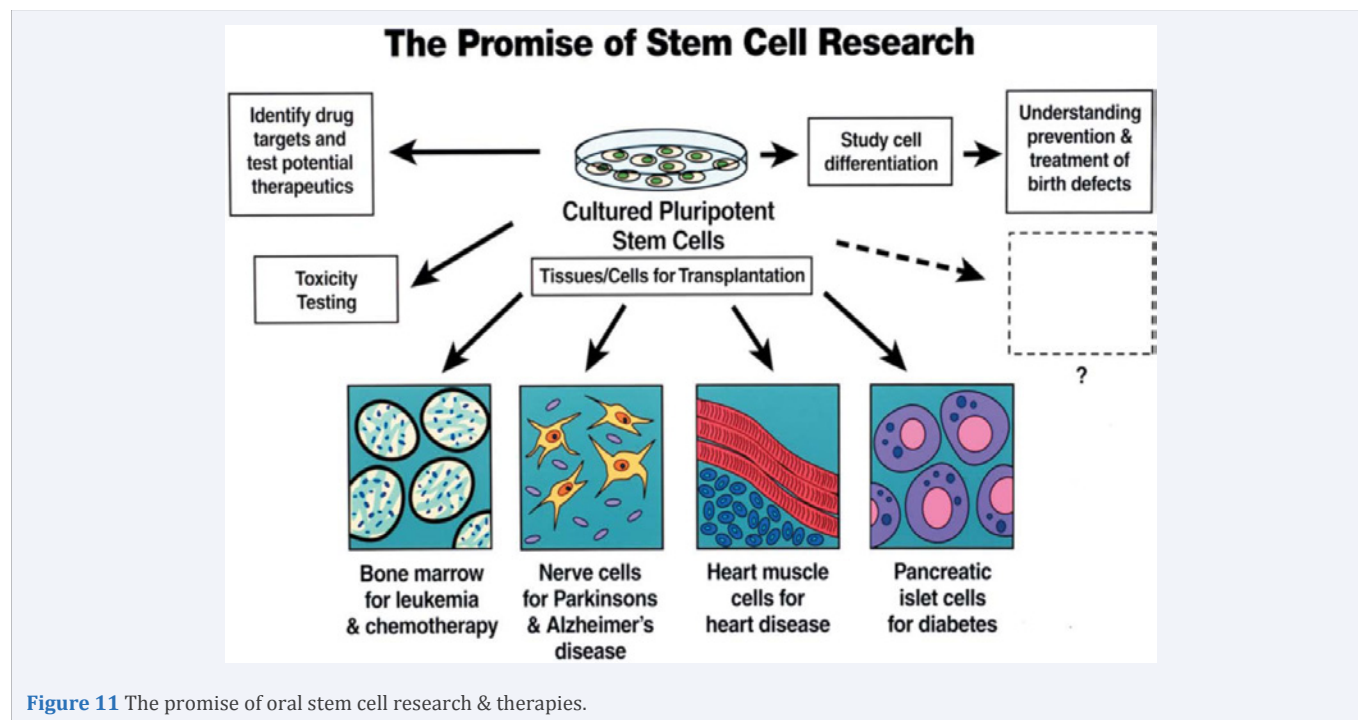 The Promise of Stem Cell Research
Identify drug
targets and
test potential
therapeutics
Study cell
differentiation
Understanding
prevention &
treatment of
birth defects
Cultured Pluripotent
Stem Cells
Toxicity
Testing
Tissues/Cells for Transplantation
?
Bone marrow
for leukemia
& chemotherapy
Nerve cells
for Parkinsons
& Alzheimer's
disease
Heart muscle
cells for
heart disease
Pancreatic
islet cells
for diabetes
Figure 11 The promise of oral stem cell research & therapies.